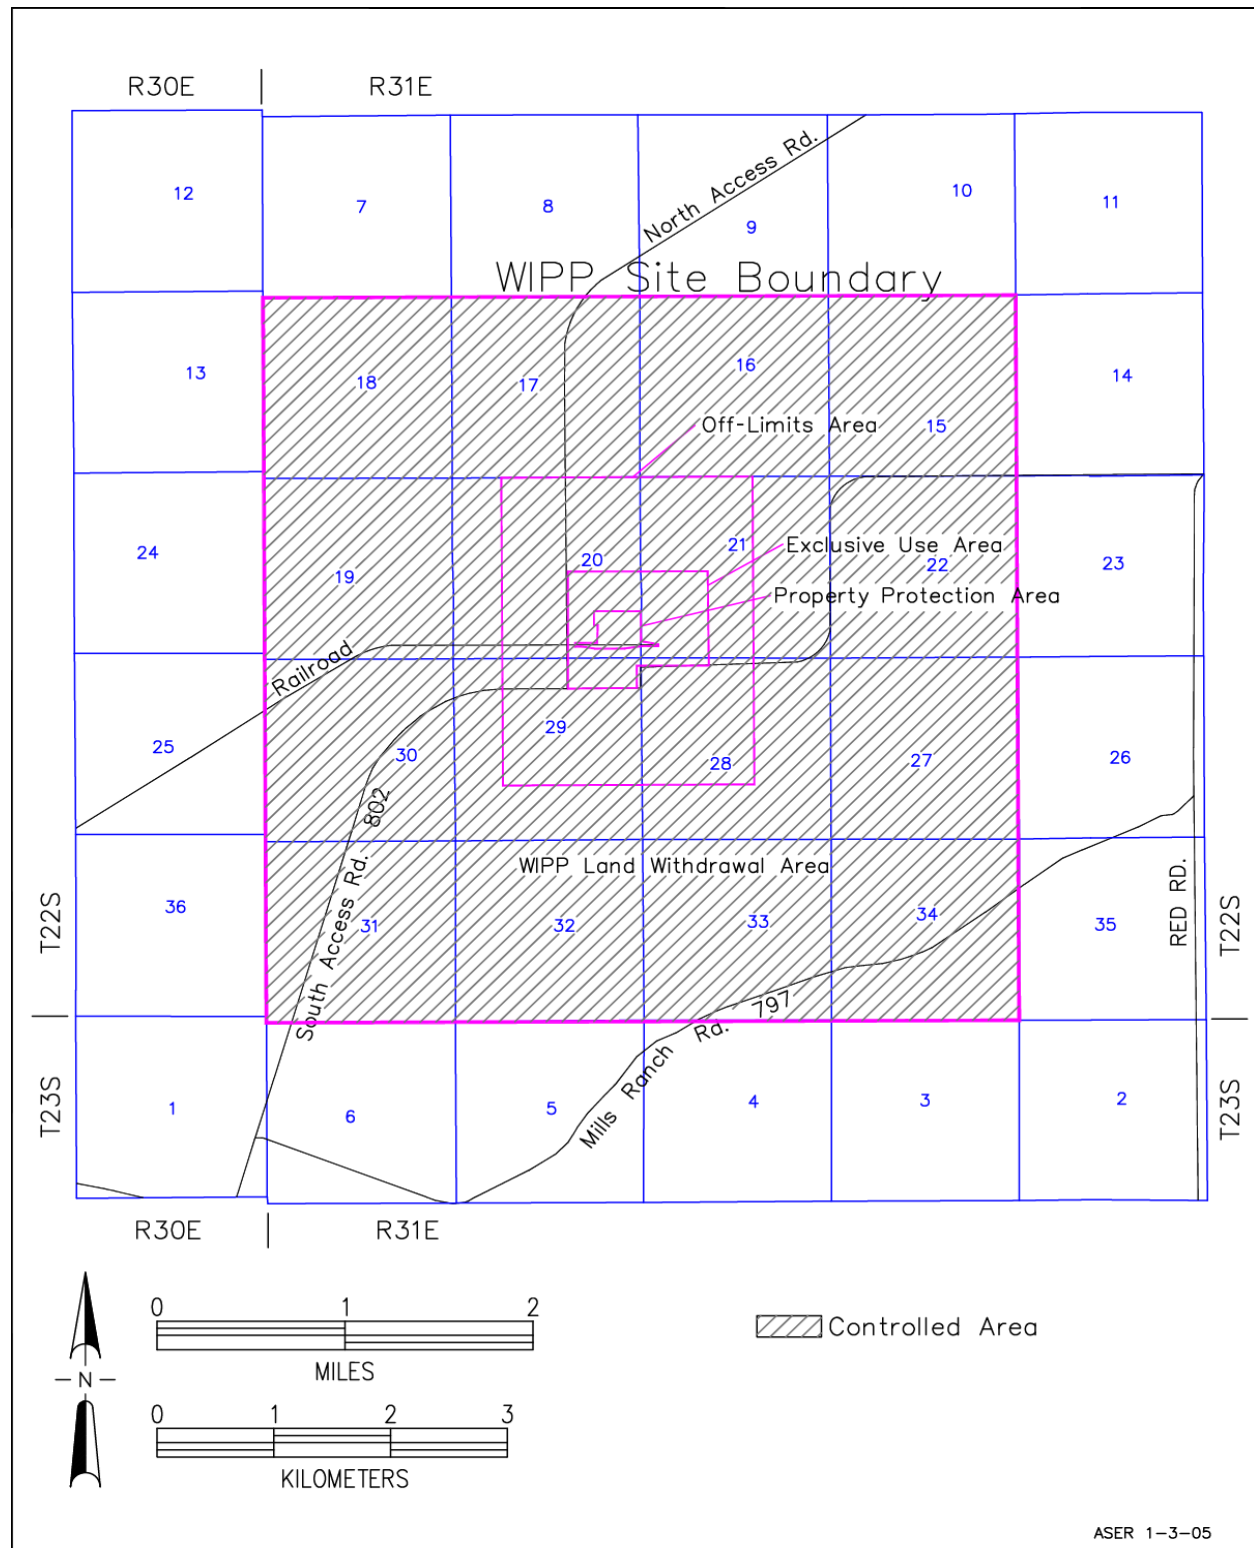 R30E
R31E
12
7
8
9
10
11
North Access Rd.
WIPP Site Boundary
13
18
17
16
15
14
Off-Limits Area
24
19
20
21
22
23
Exclusive Use Area
Property Protection Area
Railroad
25
30
29
28
27
26
802
WIPP Land Withdrawal Area
36
31
32
33
34
35
South Access Rd.
RED RD.
T22S
T22S
797
Mills Ranch Rd.
T23S
T23S
1
6
5
4
3
2
R30E
R31E
0 1 2
MILES
Controlled Area
N
0 1 2 3
KILOMETERS
ASER 1-3-05